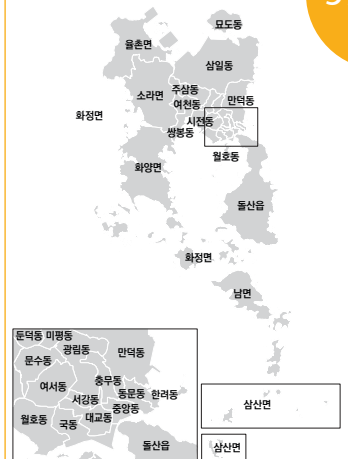 묘도동
율촌면
삼일동
소라면
주삼동
여천동
만덕동
화정면
시전동
쌍봉동
월호동
화양면
돌산읍
화정면
남면
둔덕동 미평동
광림동
만덕동
문수동
여서동
충무동
동문동
한려동
서강동
중앙동
월호동
국동
대교동
돌산읍
삼산면
삼산면